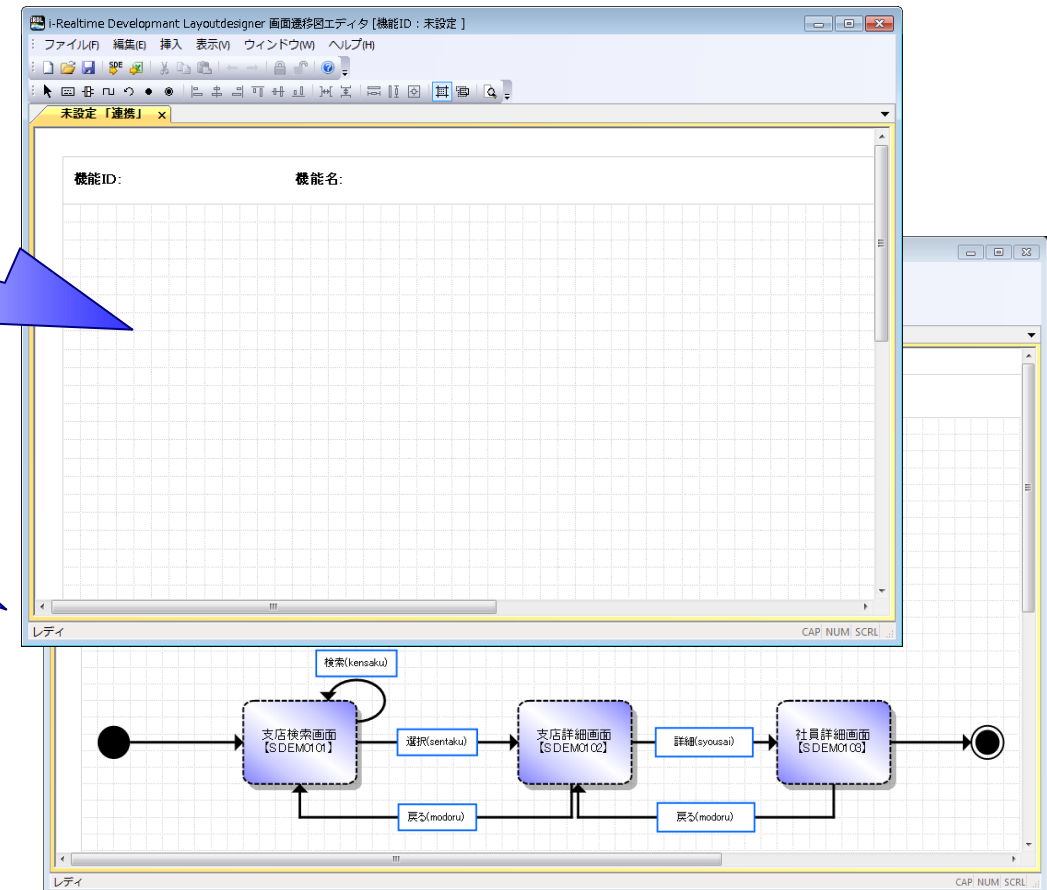 i-Realtime Developmant Layoutdesigner 画面遷移図エディタ [機能ID : 未設定 ]
ファイル(F) 編集(E) 挿入 表示(V) ウィンドウ(W) ヘルプ(H)
SDE
未設定 「連携」 x
機能ID: 機能名:
レディ CAP NUM SCRL
検索(kensaku)
支店検索画面
【SDEM0101】
選択(sentaku)
支店詳細画面
【SDEM0102】
詳細(syousai)
社員詳細画面
【SDEM0103】
戻る(modoru)
戻る(modoru)
レディ CAP NUM SCRL